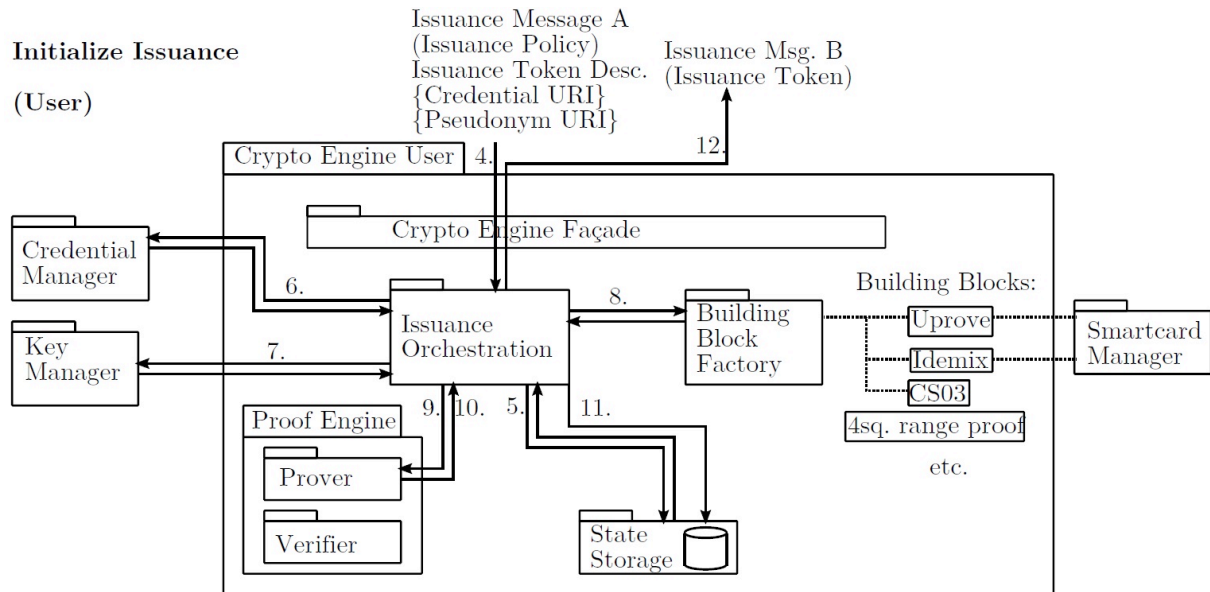 Initialize Issuance
(User)
Issuance Message A
(Issuance Policy)
Issuance Token Desc.
{Credential URI}
{Pseudonym URI}
Issuance Msg. B
(Issuance Token)
4.
12.
Crypto Engine User
Crypto Engine Façade
Credential
Manager
6.
Key
Manager
7.
Issuance
Orchestration
8.
Building
Block
Factory
Building Blocks:
Uprove
Idemix
CS03
4sq. range proof
etc.
Smartcard
Manager
9.
10.
5.
11.
Proof Engine
Prover
Verifier
State
Storage